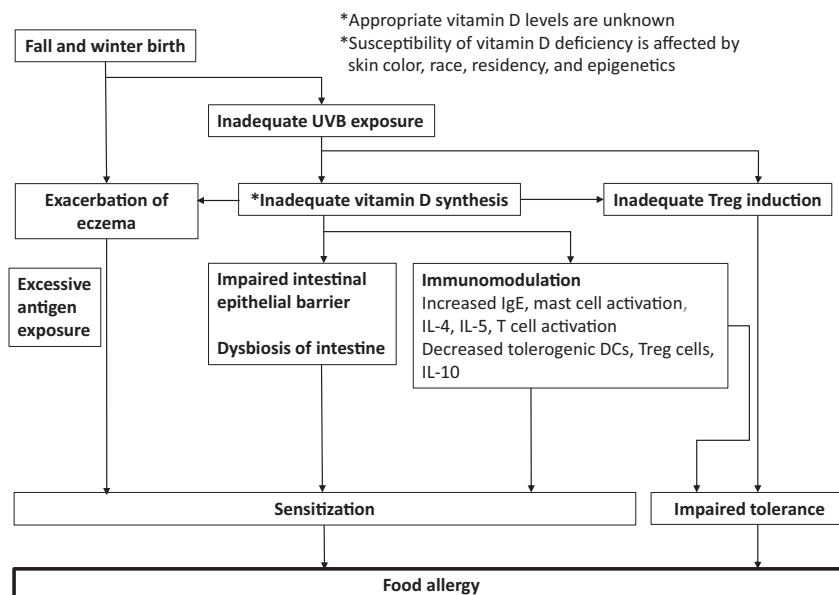 *Appropriate vitamin D levels are unknown
*Susceptibility of vitamin D deficiency is affected by
skin color, race, residency, and epigenetics
Fall and winter birth
Inadequate UVB exposure
Exacerbation of
eczema
*Inadequate vitamin D synthesis
Inadequate Treg induction
Excessive
antigen
exposure
Impaired intestinal
epithelial barrier
Dysbiosis of intestine
Immunomodulation
Increased IgE, mast cell activation,
IL-4, IL-5, T cell activation
Decreased tolerogenic DCs, Treg cells,
IL-10
Sensitization
Impaired tolerance
Food allergy